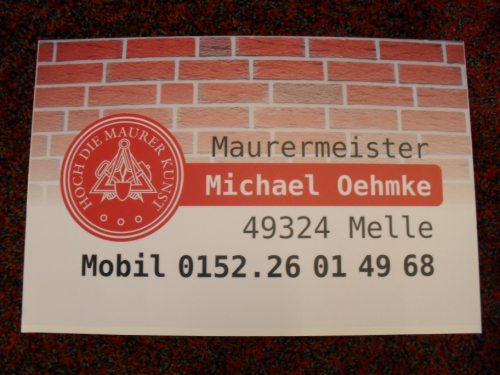 HOCH DIE MAURER KUNST
Maurermeister
Michael Oehmke
49324 Melle
Mobil 0152.26 01 49 68